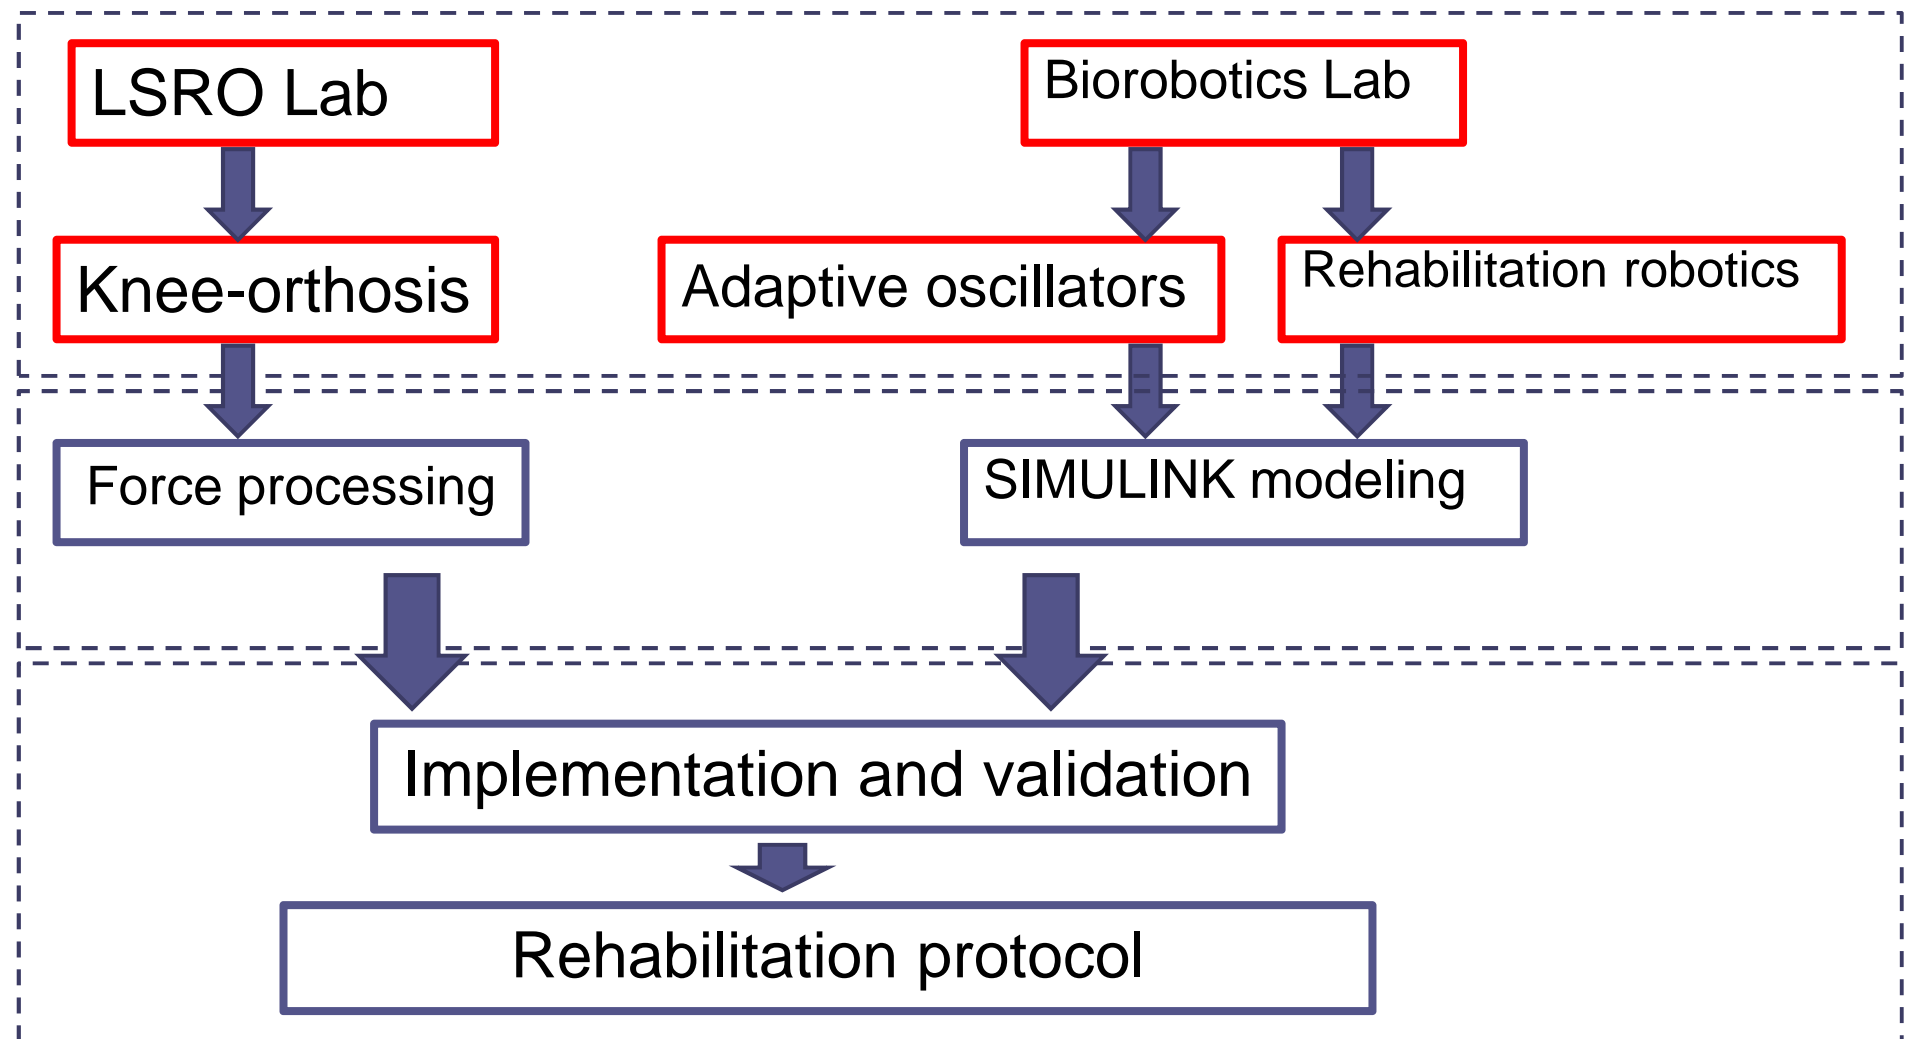 LSRO Lab
Biorobotics Lab
Knee-orthosis
Adaptive oscillators
Rehabilitation robotics
Force processing
SIMULINK modeling
Implementation and validation
Rehabilitation protocol